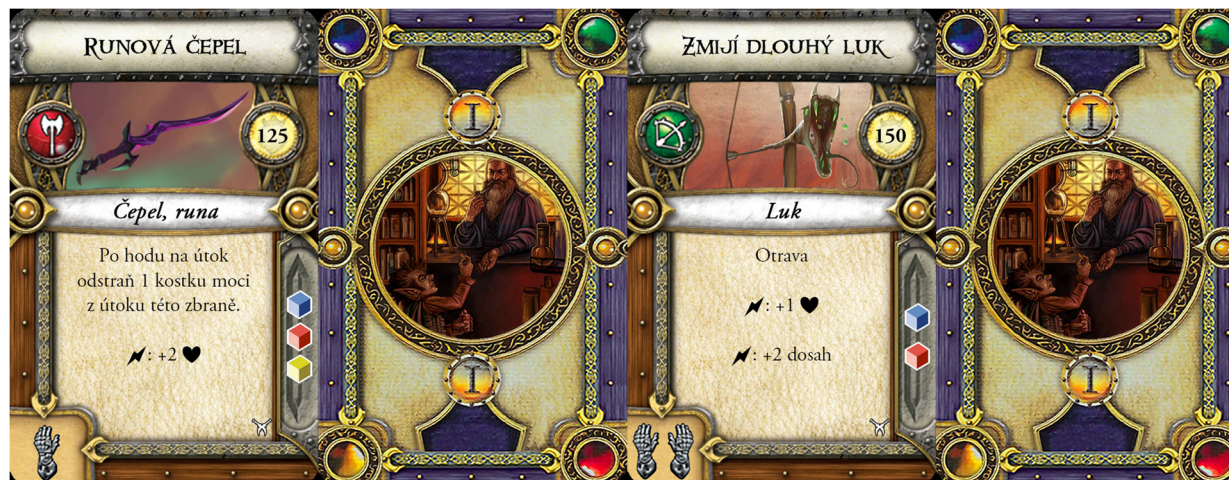 Runová čepel
125
Čepel, runa
Po hodu na útok
odstraň 1 kostku moci
z útoku této zbraně.
: +2
I
I
Zmijí dlouhý luk
150
Luk
Otrava
: +1
: +2 dosah
I
I